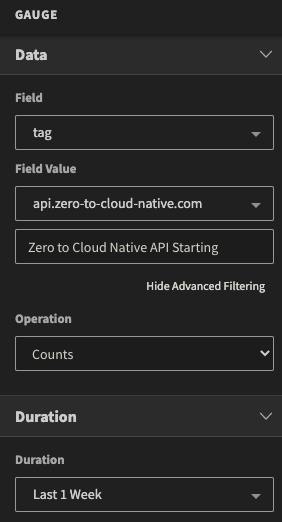 GAUGE
Data
Field
tag
Field Value
api.zero-to-cloud-native.com
Zero to Cloud Native API Starting
Hide Advanced Filtering
Operation
Counts
Duration
Duration
Last 1 Week